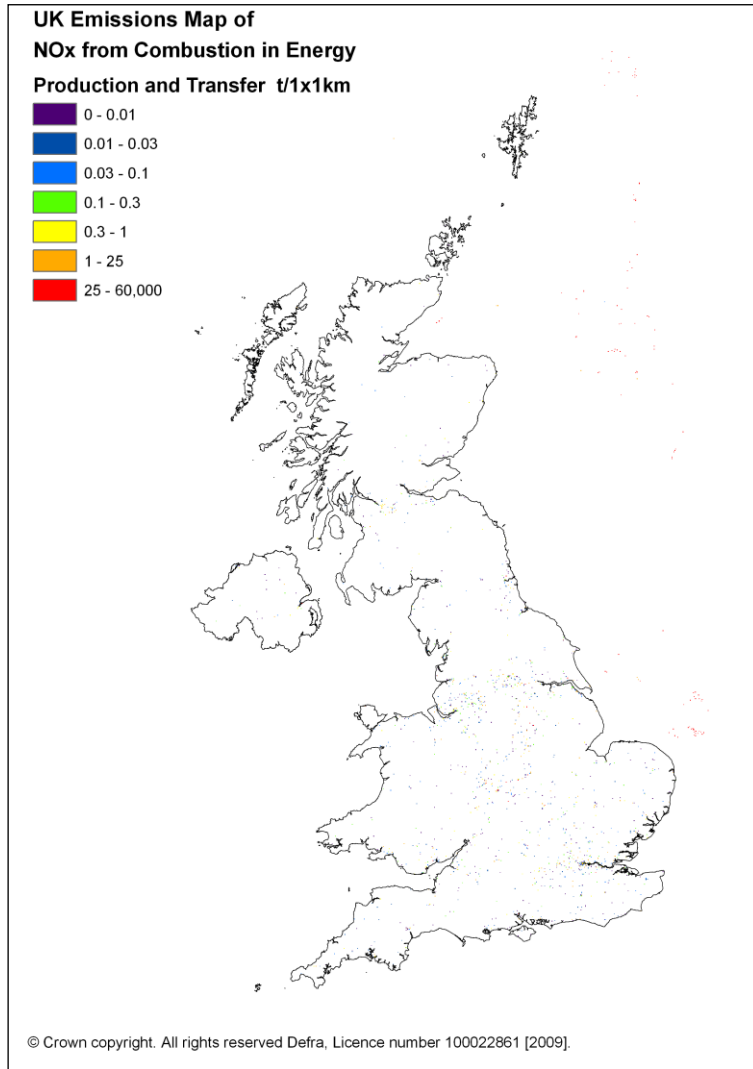 UK Emissions Map of
NOx from Combustion in Energy
Production and Transfer t/1x1km
0 - 0.01
0.01 - 0.03
0.03 - 0.1
0.1 - 0.3
0.3 - 1
1 - 25
25 - 60,000
© Crown copyright. All rights reserved Defra, Licence number 100022861 [2009].